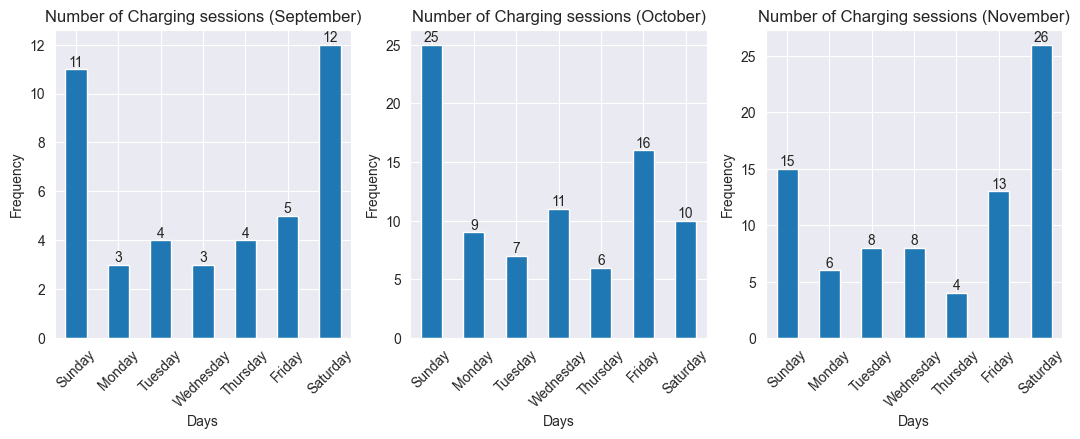 Number of Charging sessions (September)
12
10
8
6
4
2
0
Frequency
11
3
4
3
4
5
12
Sunday
Monday
Tuesday
Wednesday
Thursday
Friday
Saturday
Days
Number of Charging sessions (October)
25
20
15
10
5
0
Frequency
25
9
7
11
6
16
10
Sunday
Monday
Tuesday
Wednesday
Thursday
Friday
Saturday
Days
Number of Charging sessions (November)
25
20
15
10
5
0
Frequency
15
6
8
8
4
13
26
Sunday
Monday
Tuesday
Wednesday
Thursday
Friday
Saturday
Days